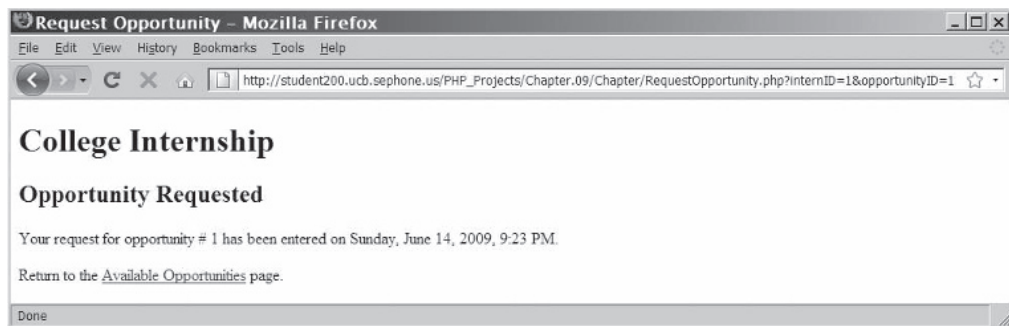 Request Opportunity – Mozilla Firefox
File Edit View History Bookmarks Tools Help
http://student200.ucb.sephone.us/PHP_Projects/Chapter.09/Chapter/RequestOpportunity.php?internID=1&opportunityID=1
College Internship
Opportunity Requested
Your request for opportunity # 1 has been entered on Sunday, June 14, 2009, 9:23 PM.
Return to the Available Opportunities page.
Done